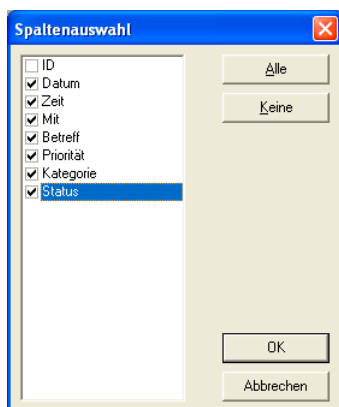 Spaltenauswahl
ID
Datum
Zeit
Mit
Betreff
Priorität
Kategorie
Status
Alle
Keine
OK
Abbrechen